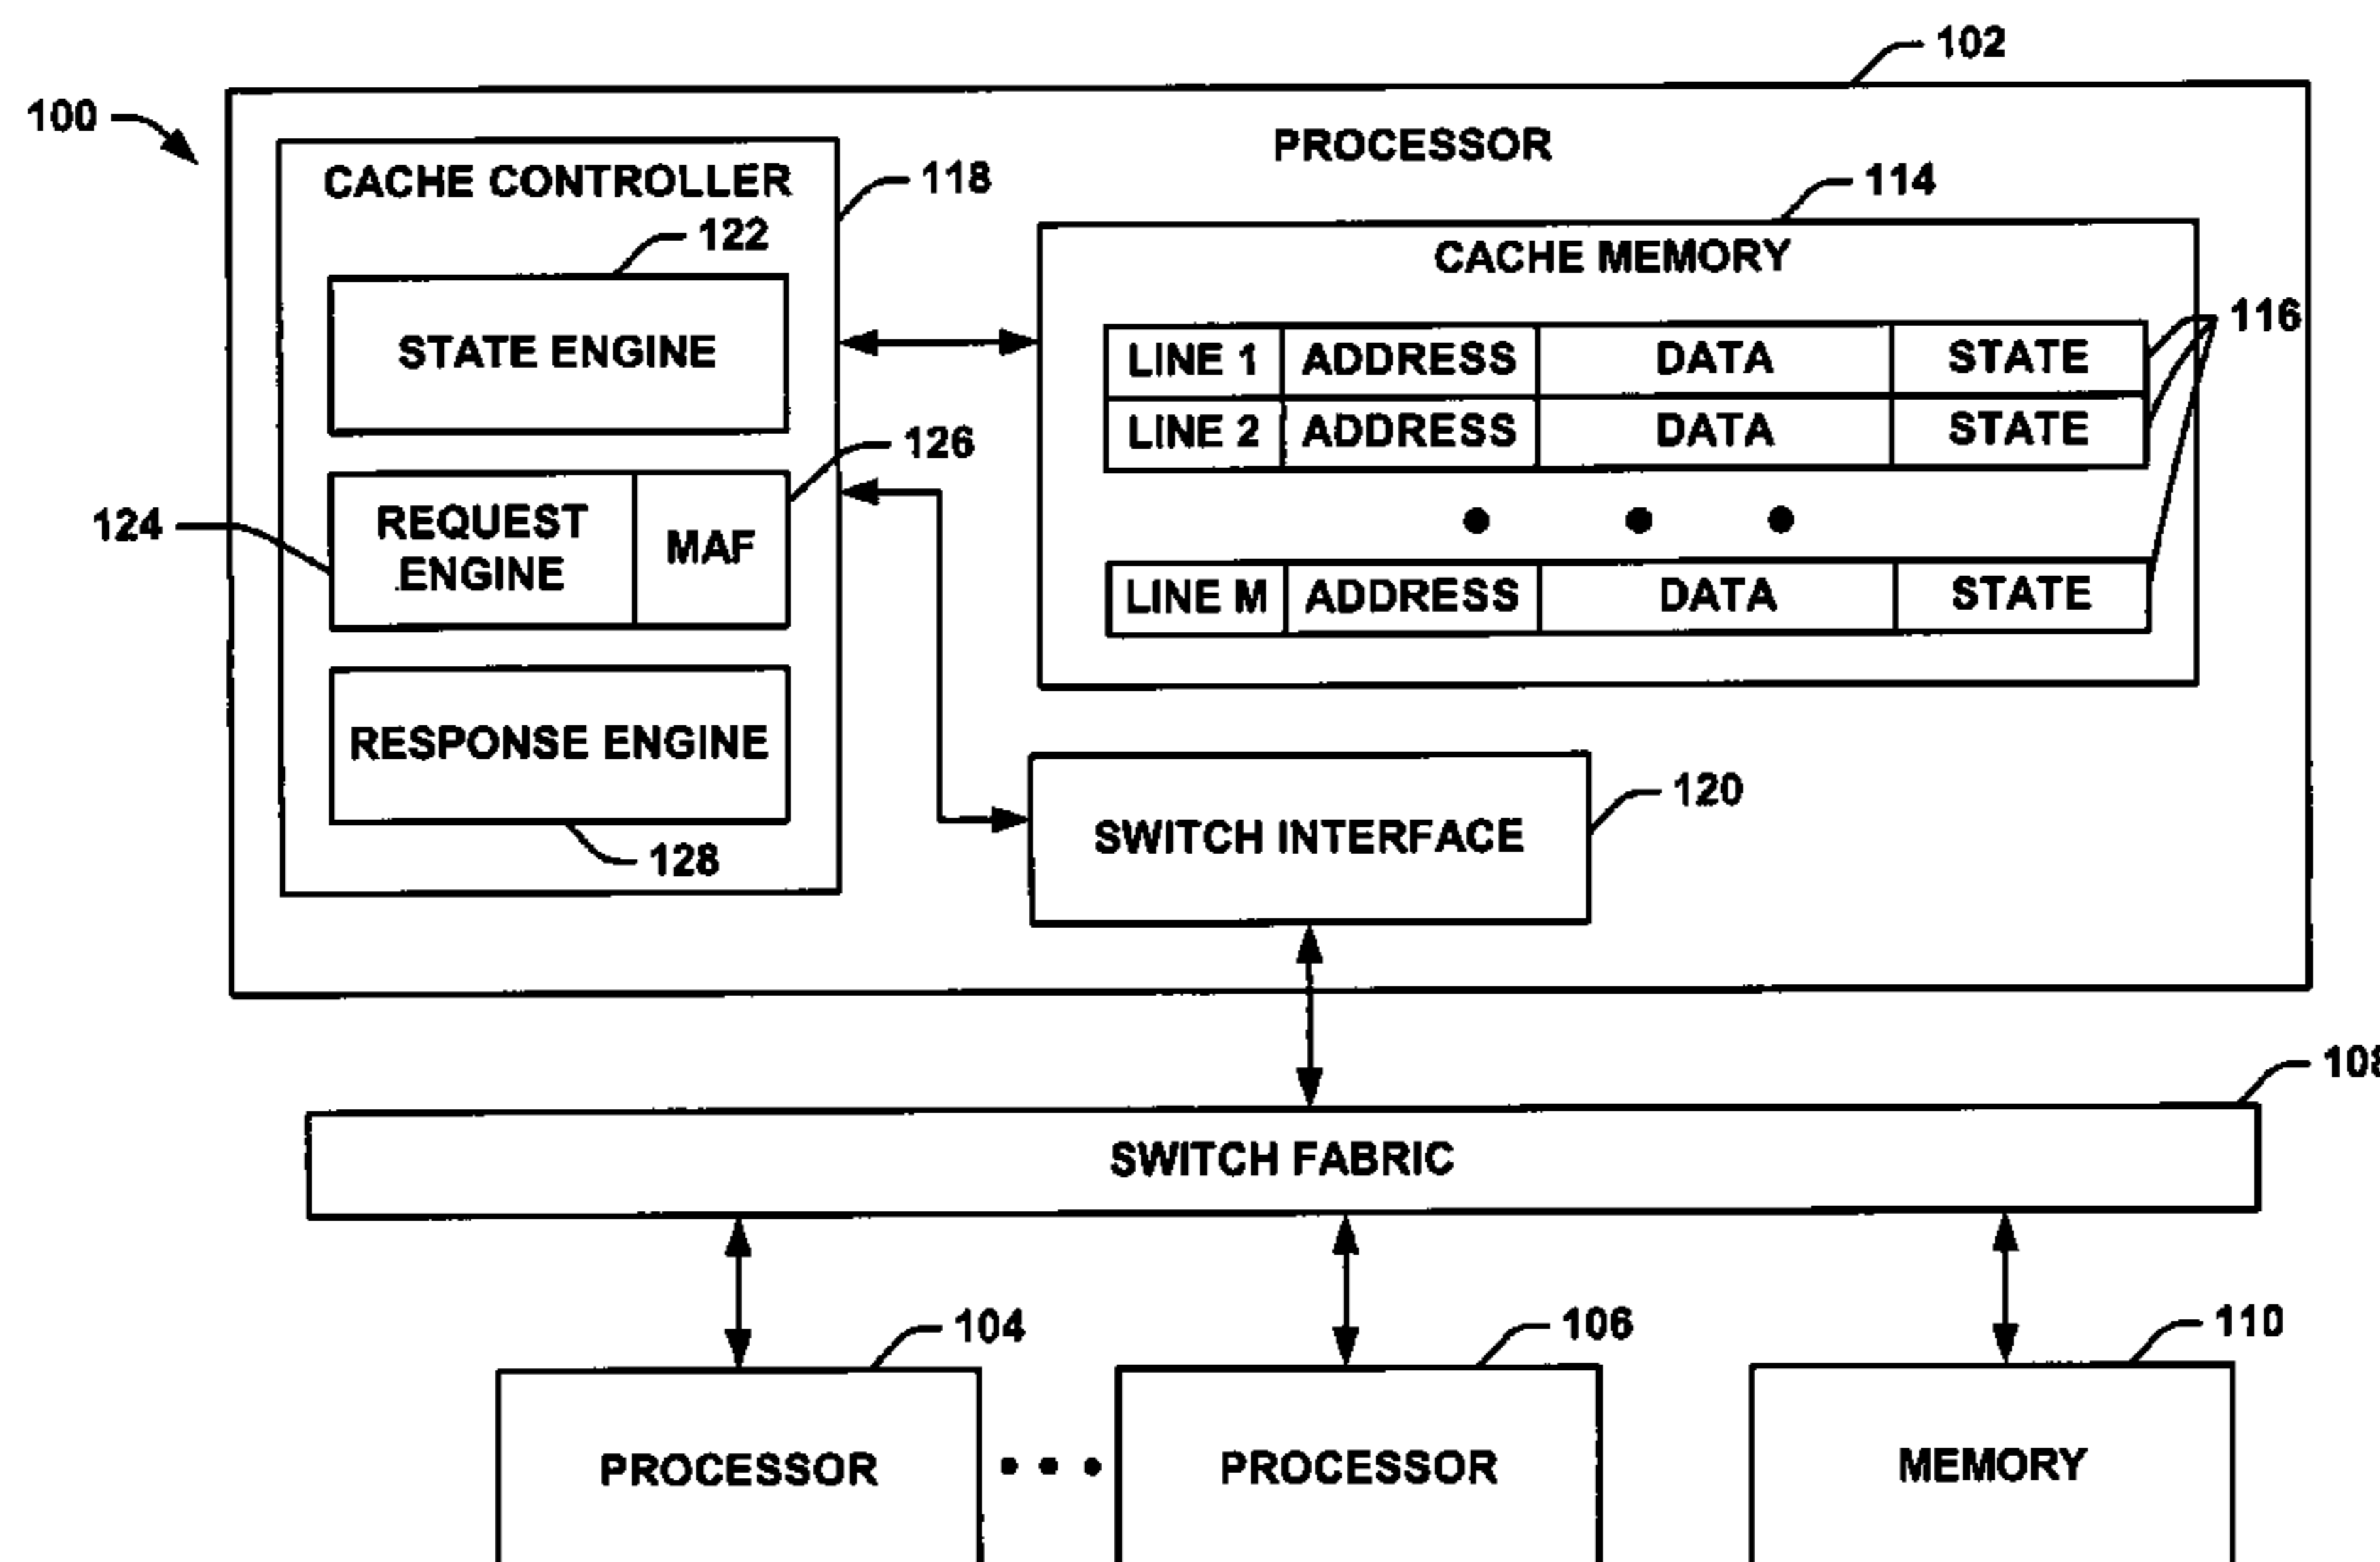 102
100
PROCESSOR
CACHE CONTROLLER
118
114
122
CACHE MEMORY
STATE ENGINE
116
LINE 1 ADDRESS DATA STATE
LINE 2 ADDRESS DATA STATE
126
124
REQUEST
ENGINE
MAF
LINE M ADDRESS DATA STATE
RESPONSE ENGINE
128
120
SWITCH INTERFACE
108
SWITCH FABRIC
104
106
110
PROCESSOR
PROCESSOR
MEMORY